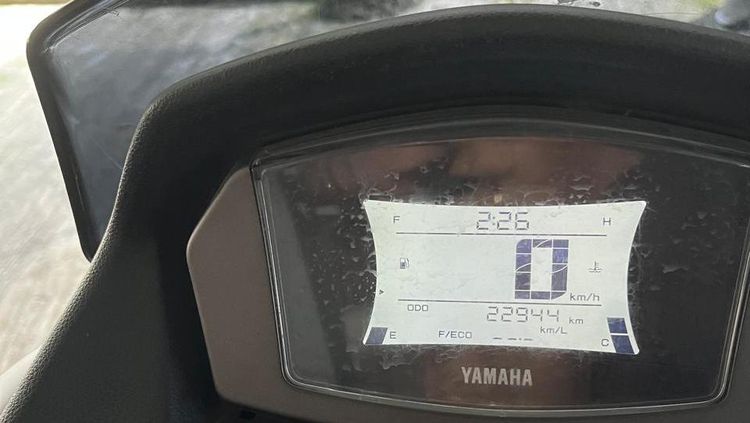 F 2:26 H
0 km/h
ODO 22944 km
km/L
E F/ECO --.- C
YAMAHA